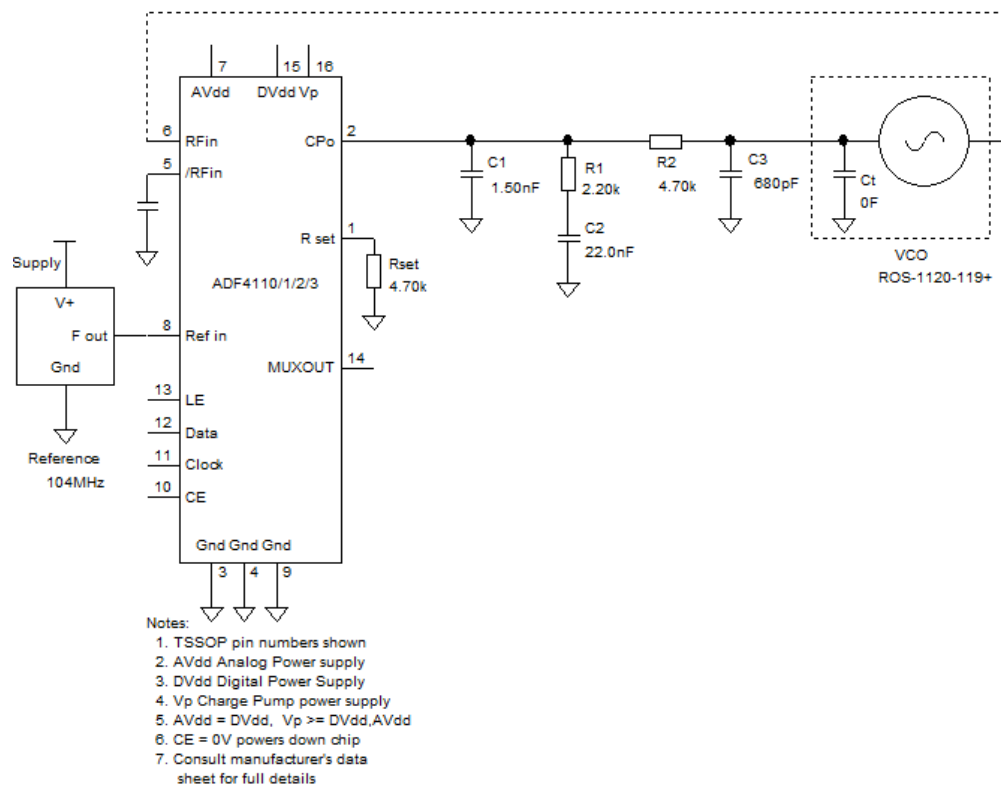 7
15
16
AVdd
DVdd Vp
6
RFin
CPo
2
5
/RFin
C1
1.50nF
R1
2.20k
R2
4.70k
C3
680pF
Ct
0F
1
R set
C2
22.0nF
VCO
ROS-1120-119+
Rset
4.70k
Supply
ADF4110/1/2/3
V+
F out
8
Ref in
Gnd
MUXOUT
14
13
LE
12
Data
Reference
104MHz
11
Clock
10
CE
Gnd Gnd Gnd
3
4
9
Notes:
1. TSSOP pin numbers shown
2. AVdd Analog Power supply
3. DVdd Digital Power Supply
4. Vp Charge Pump power supply
5. AVdd = DVdd, Vp >= DVdd,AVdd
6. CE = 0V powers down chip
7. Consult manufacturer's data
sheet for full details